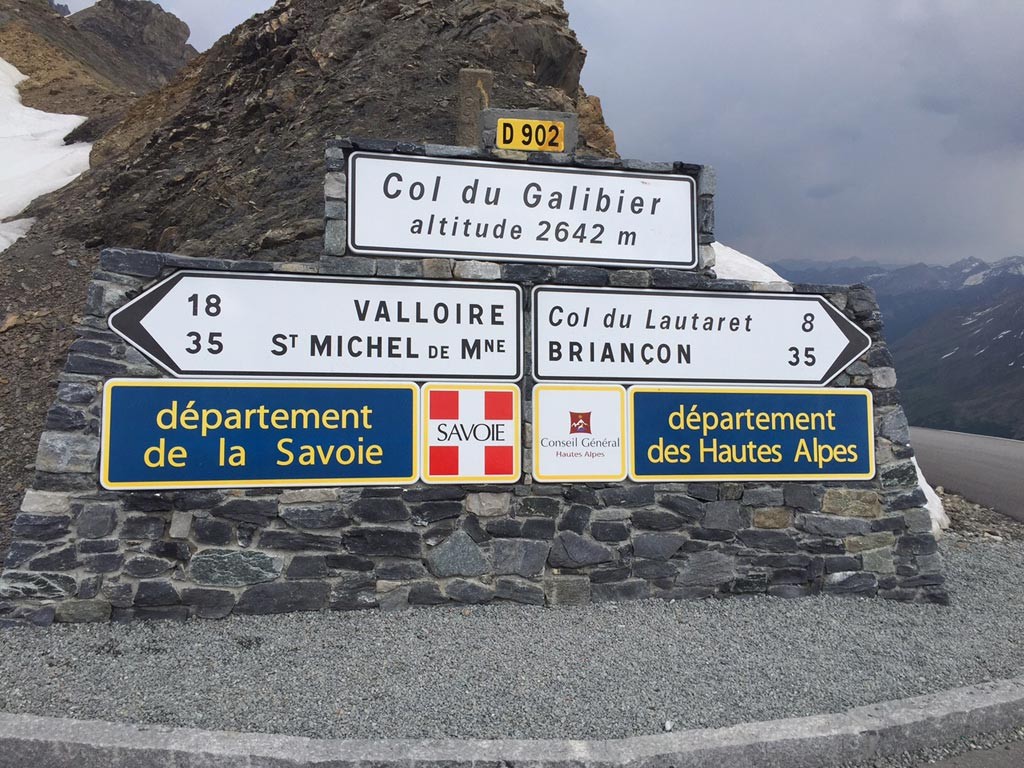 D 902
Col du Galibier
altitude 2642 m
18 VALLOIRE
35 ST MICHEL DE MNE
Col du Lautaret 8
BRIANÇON 35
département
de la Savoie
SAVOIE
Conseil Général
Hautes Alpes
département
des Hautes Alpes